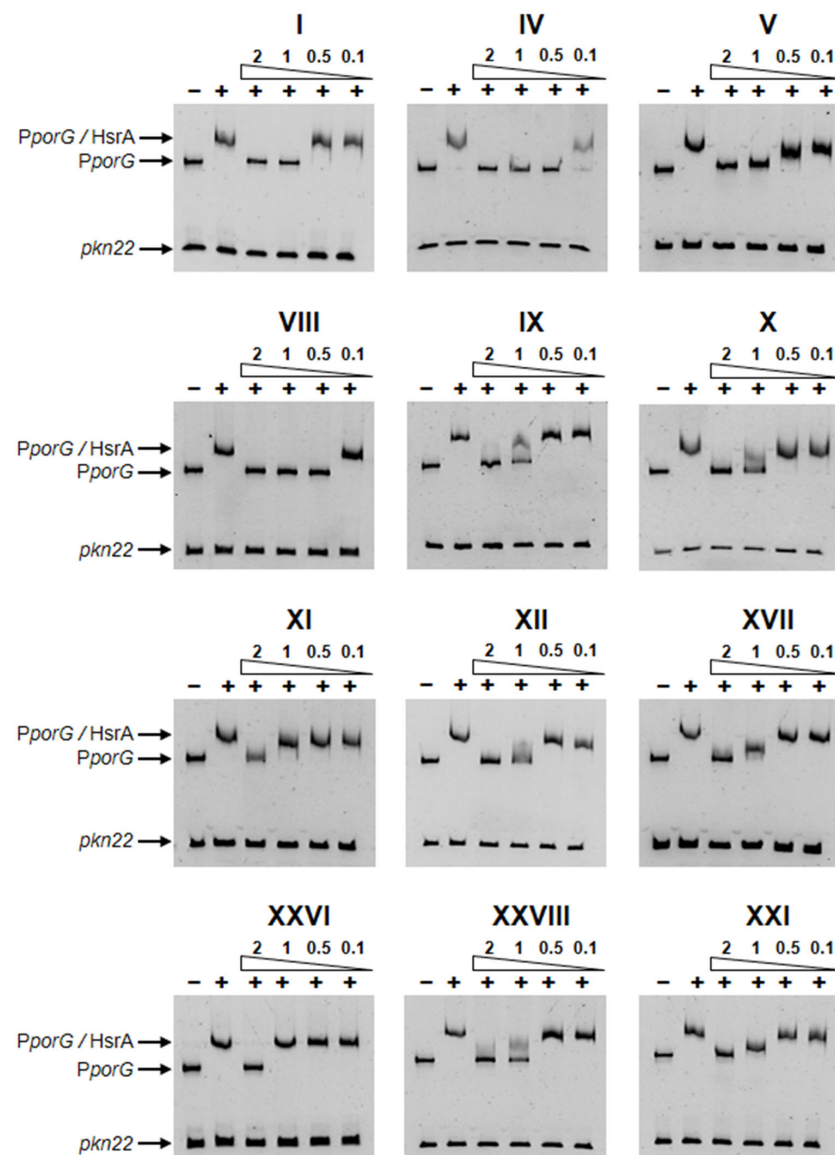 I IV V
2 1 0.5 0.1 2 1 0.5 0.1 2 1 0.5 0.1
− + + + + + − + + + + + − + + + + +
PporG / HsrA
PporG
pkn22
VIII IX X
2 1 0.5 0.1 2 1 0.5 0.1 2 1 0.5 0.1
− + + + + + − + + + + + − + + + + +
PporG / HsrA
PporG
pkn22
XI XII XVII
2 1 0.5 0.1 2 1 0.5 0.1 2 1 0.5 0.1
− + + + + + − + + + + + − + + + + +
PporG / HsrA
PporG
pkn22
XXVI XXVIII XXI
2 1 0.5 0.1 2 1 0.5 0.1 2 1 0.5 0.1
− + + + + + − + + + + + − + + + + +
PporG / HsrA
PporG
pkn22